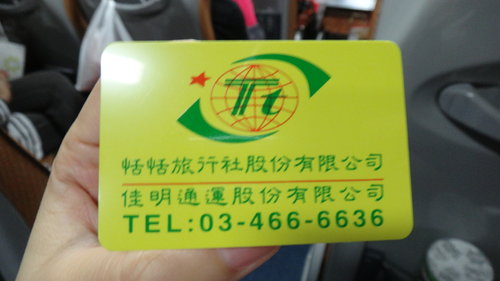 Tt
恬恬旅行社股份有限公司
佳明通運股份有限公司
TEL:03-466-6636